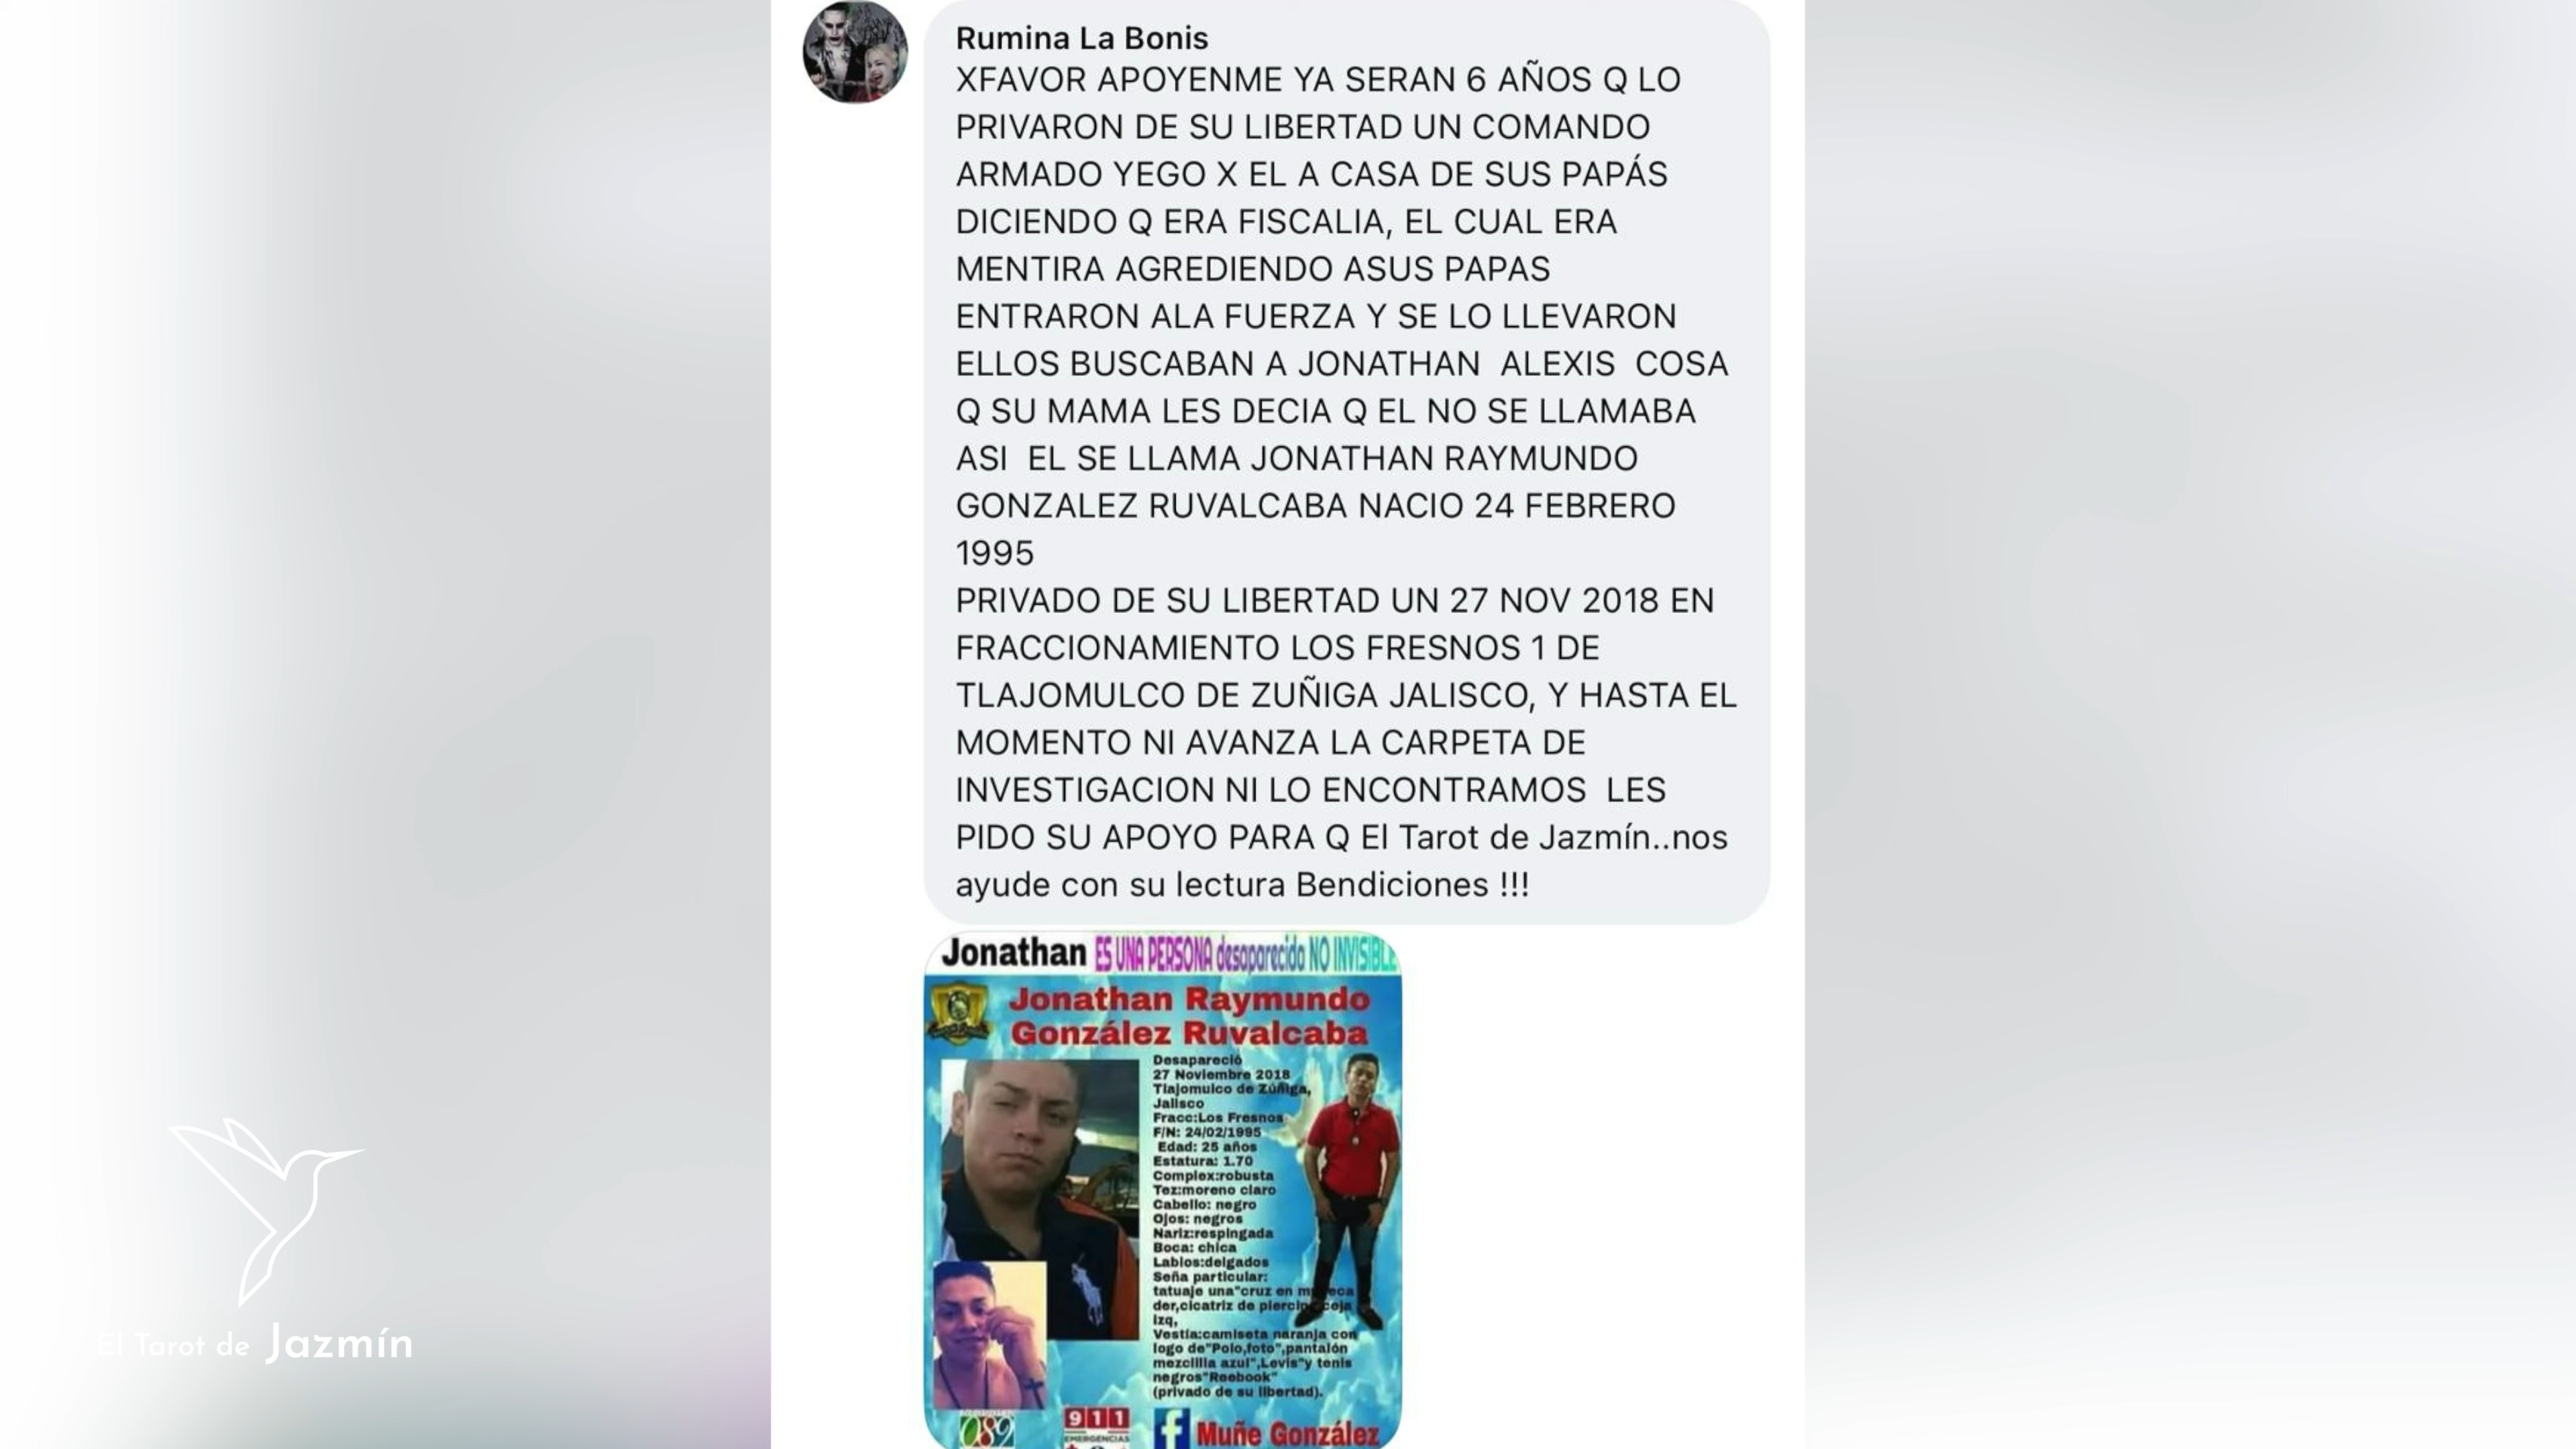 Rumina La Bonis
XFAVOR APOYENME YA SERAN 6 AÑOS Q LO
PRIVARON DE SU LIBERTAD UN COMANDO
ARMADO YEGO X EL A CASA DE SUS PAPÁS
DICIENDO Q ERA FISCALIA, EL CUAL ERA
MENTIRA AGREDIENDO ASUS PAPAS
ENTRARON ALA FUERZA Y SE LO LLEVARON
ELLOS BUSCABAN A JONATHAN ALEXIS COSA
Q SU MAMA LES DECIA Q EL NO SE LLAMABA
ASI EL SE LLAMA JONATHAN RAYMUNDO
GONZALEZ RUVALCABA NACIO 24 FEBRERO
1995
PRIVADO DE SU LIBERTAD UN 27 NOV 2018 EN
FRACCIONAMIENTO LOS FRESNOS 1 DE
TLAJOMULCO DE ZUÑIGA JALISCO, Y HASTA EL
MOMENTO NI AVANZA LA CARPETA DE
INVESTIGACION NI LO ENCONTRAMOS LES
PIDO SU APOYO PARA Q El Tarot de Jazmín..nos
ayude con su lectura Bendiciones !!!
Jonathan ES UNA PERSONA desaparecida NO INVISIBLE
Jonathan Raymundo
González Ruvalcaba
Desapareció
27 Noviembre 2018
Tlajomulco de Zúñiga,
Jalisco
Fracc:Los Fresnos
F/N: 24/02/1995
Edad: 25 años
Estatura: 1.70
Complex:robusta
Tez:moreno claro
Cabello: negro
Ojos: negros
Nariz:respingada
Boca: chica
Labios:delgados
Seña particular:
tatuaje una"cruz en
der,cicatriz de piercing ceja
izq,
Vestía:camiseta naranja con
logo de"Polo,foto",pantalón
mezclilla azul",Levis"y tenis
negros"Reebook"
(privado de su libertad).
089
911
EMERGENCIAS
Muñe González
El Tarot de Jazmín